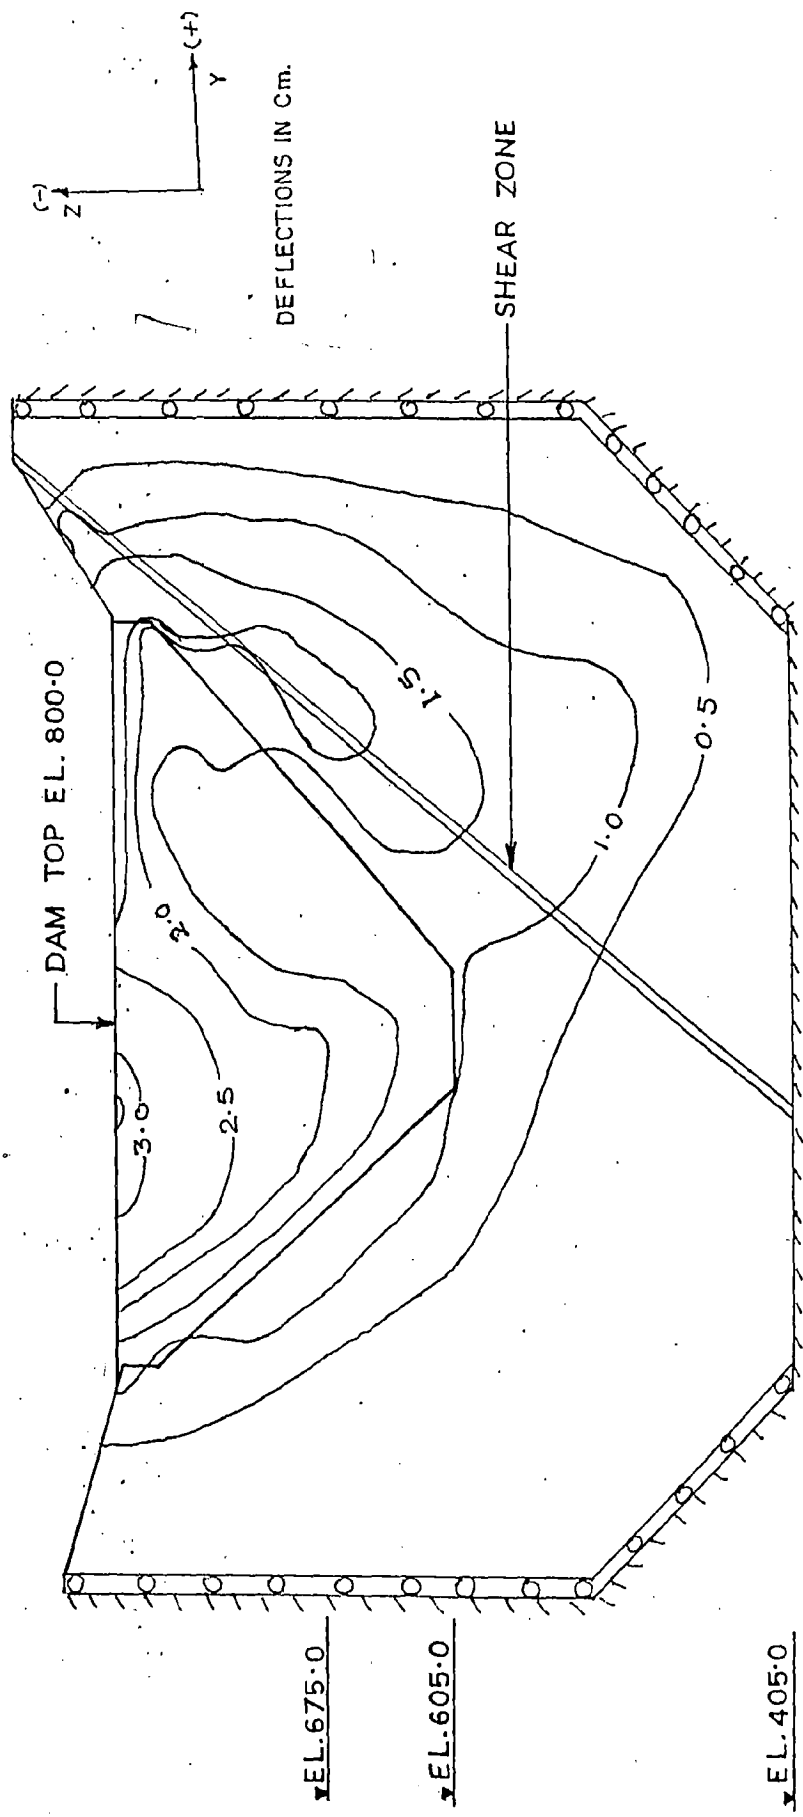 (-)
Z
Y
(+)
DEFLECTIONS IN Cm.
DAM TOP EL. 800·0
SHEAR ZONE
3·0
2·5
2·0
1·5
1·0
0·5
EL.675·0
EL.605·0
EL.405·0